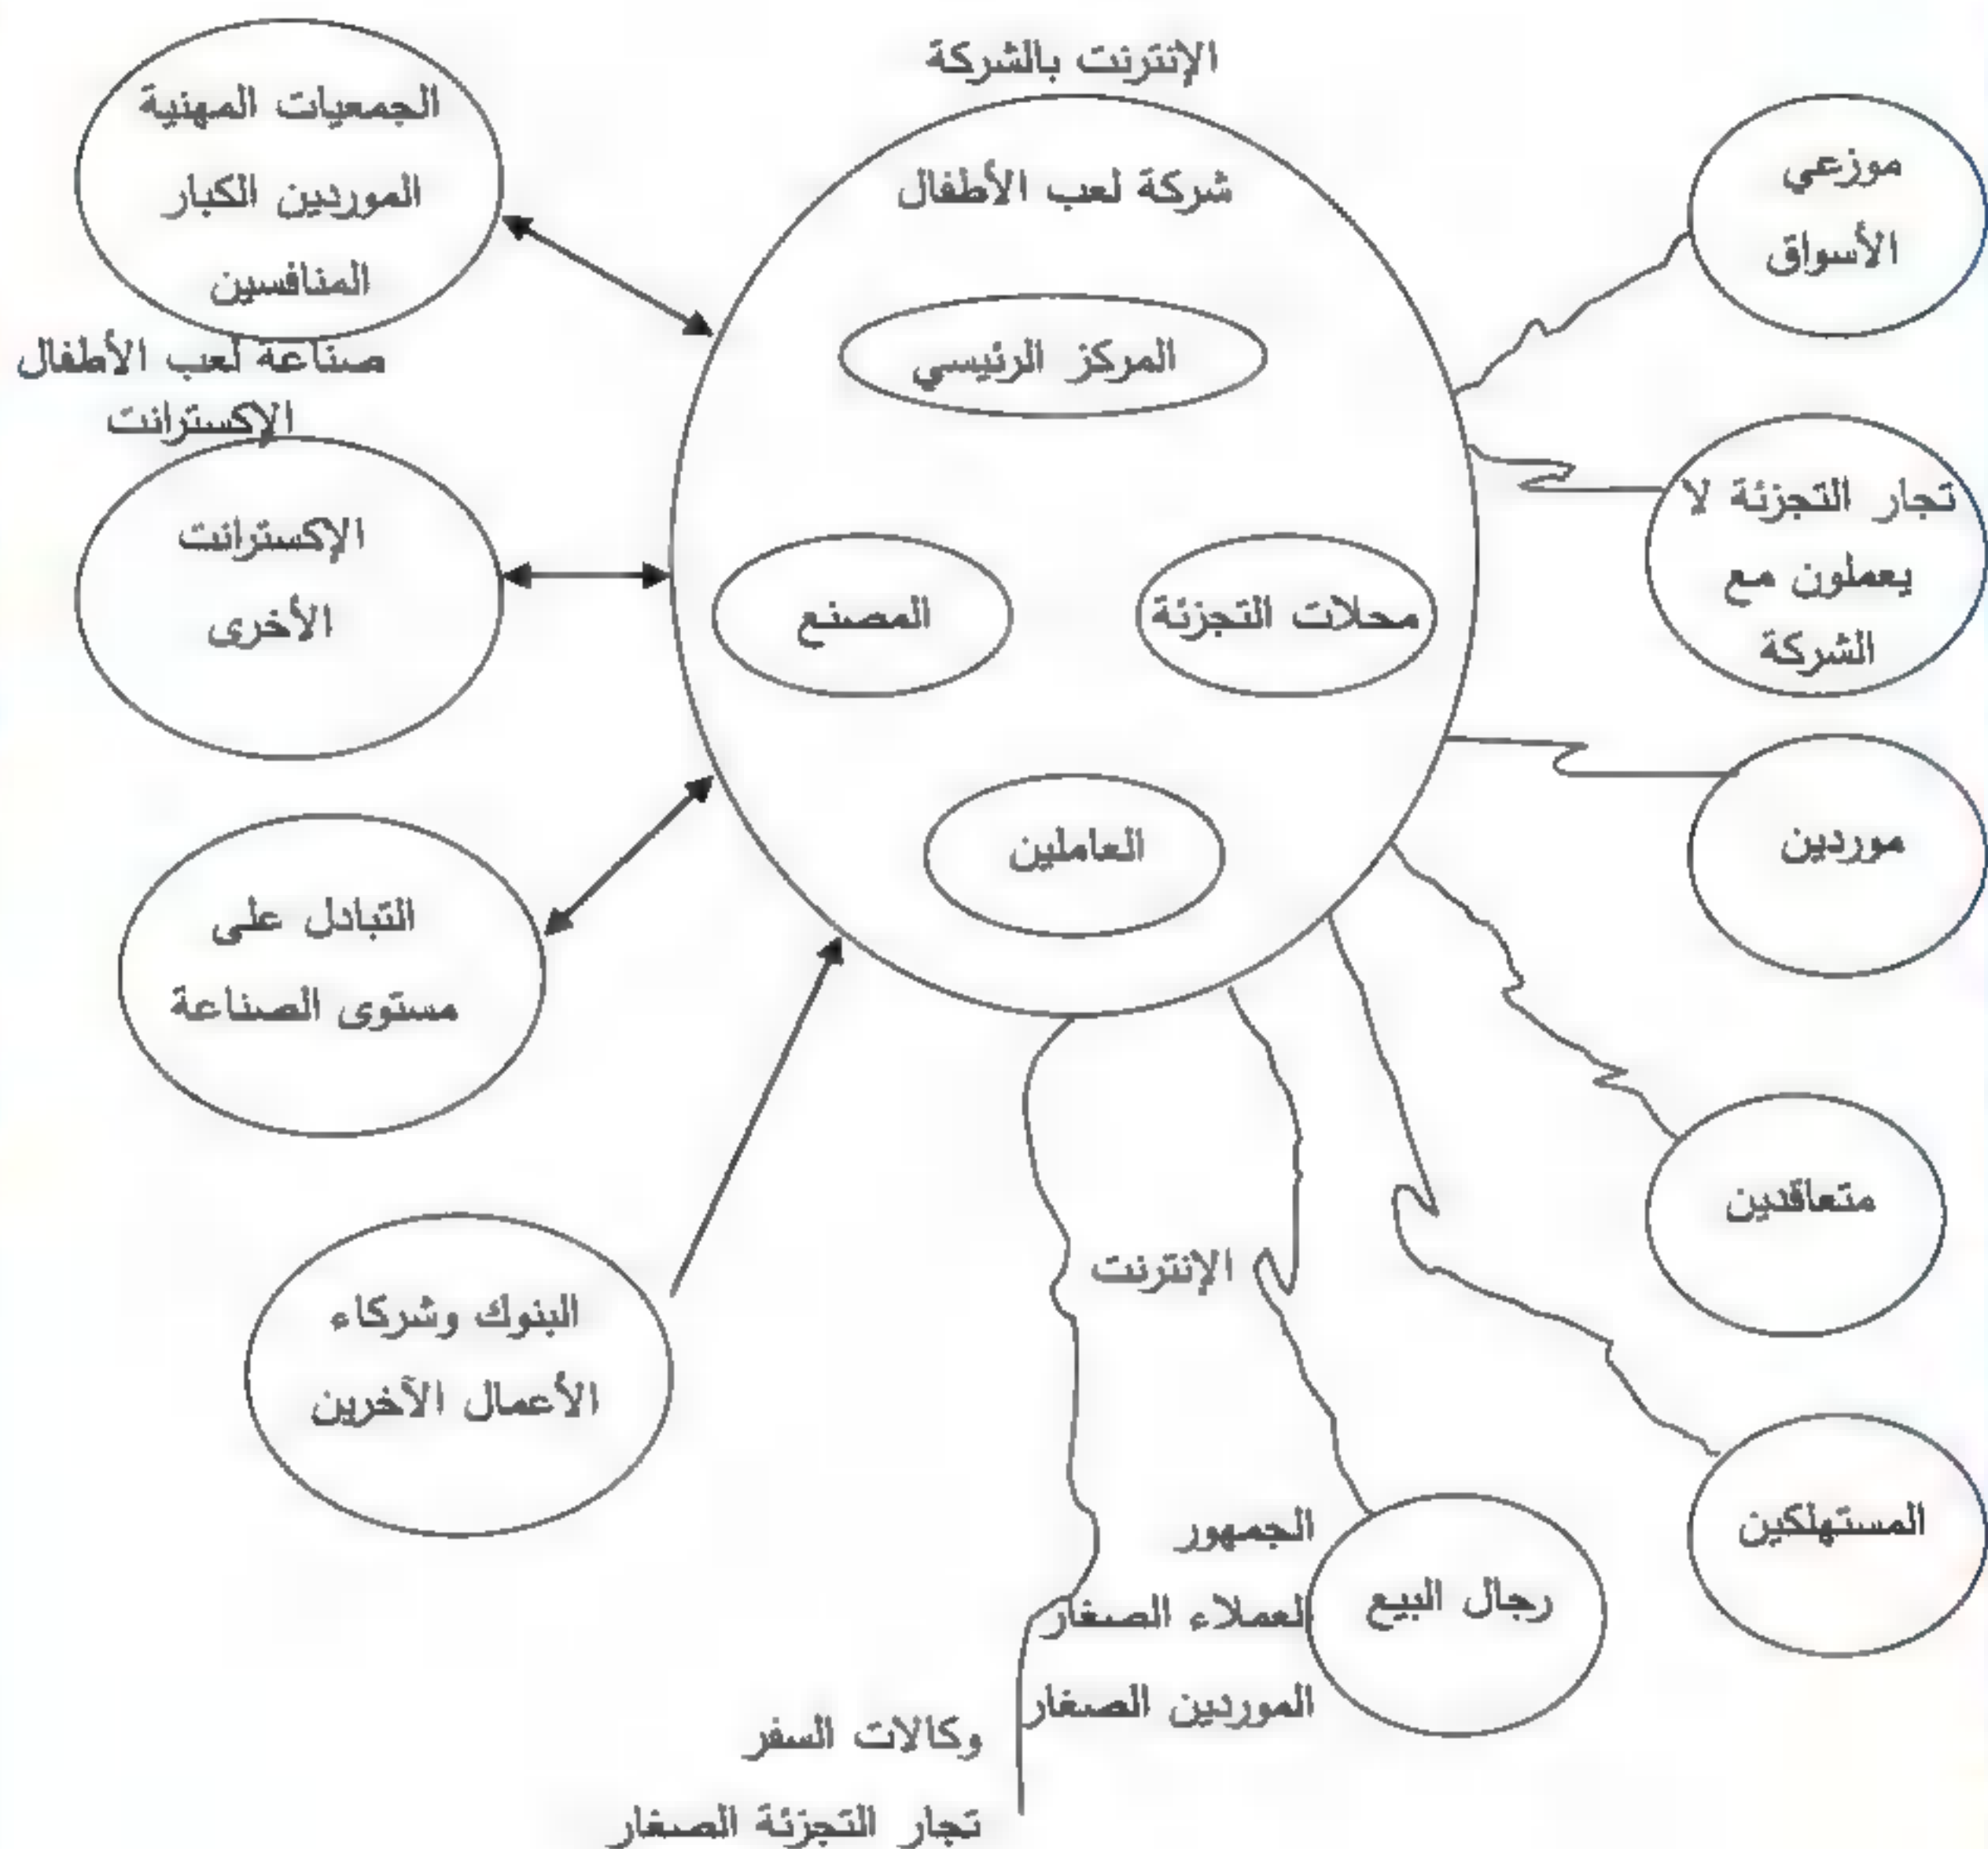 الإنترنت بالشركة
شركة لعب الأطفال
المركز الرئيسي
المصنع
محلات التجزئة
العاملين
موزعي
الأسواق
تجار التجزئة لا
يعملون مع
الشركة
موردين
متعاقدين
المستهلكين
رجال البيع
الجمعيات المهنية
الموردين الكبار
المنافسين
صناعة لعب الأطفال
الإكسترانت
الإكسترانت
الأخرى
التبادل على
مستوى الصناعة
البنوك وشركاء
الأعمال الآخرين
الإنترنت
الجمهور
العملاء الصغار
الموردين الصغار
وكالات السفر
تجار التجزئة الصغار